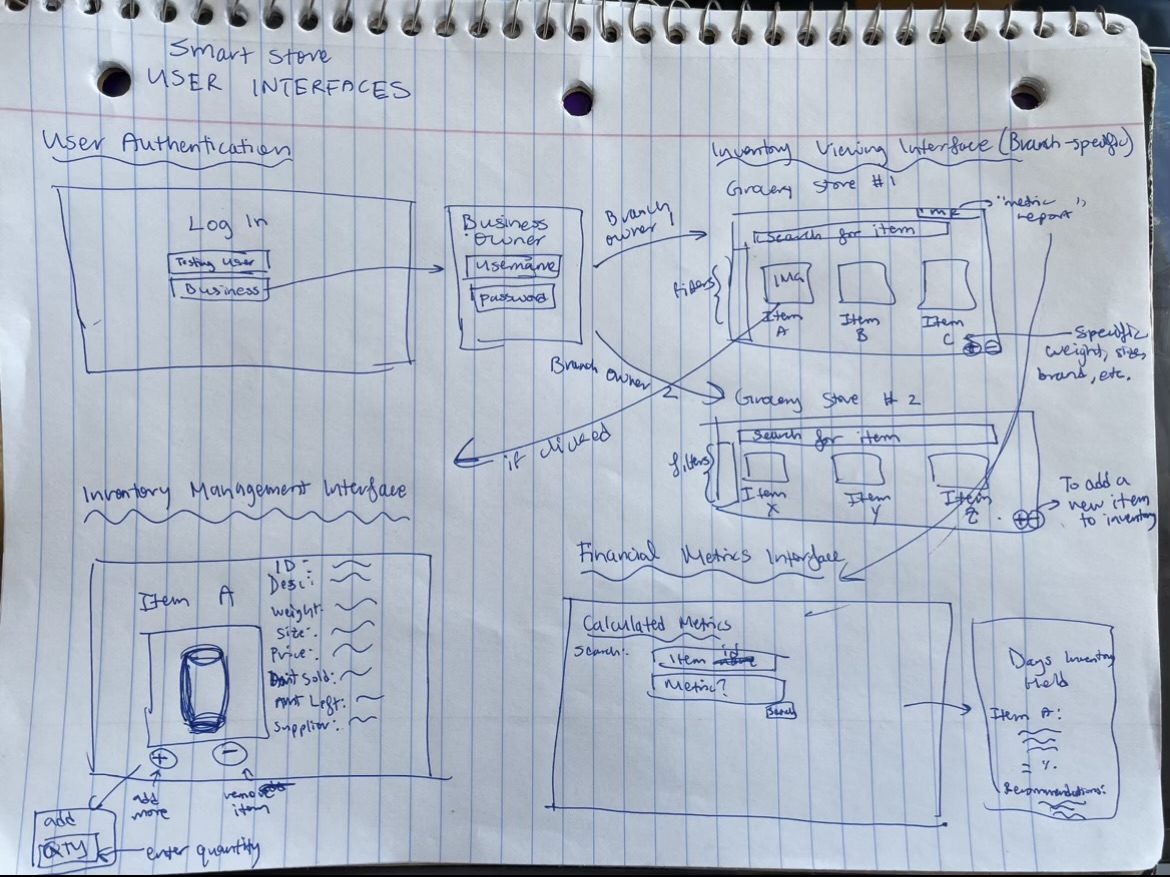 Smart Store
USER INTERFACES
User Authentication
Log In
Testing User
Business
Business
Owner
username
password
Branch
owner
1
Branch owner
2
Inventory Viewing Interface (Branch-specific)
Grocery Store #1
MR
"metric
report"
Search for item
filters
IMG
Item
A
Item
B
Item
C
+ -
Specific
weight, size,
brand, etc.
Grocery Store #2
Search for item
filters
Item
X
Item
Y
Item
Z
To add a
new item
to inventory
if clicked
Inventory Management Interface
Item A
ID:
Desc:
Weight:
Size:
Price:
Amt Sold:
Amt Left:
Supplier:
+ -
add
more
remove
item
add
QTY
enter quantity
Financial Metrics Interface
Calculated Metrics
Search:
Item id
Metric?
Search
Days Inventory
Held
Item A:
= %
Recommendations: